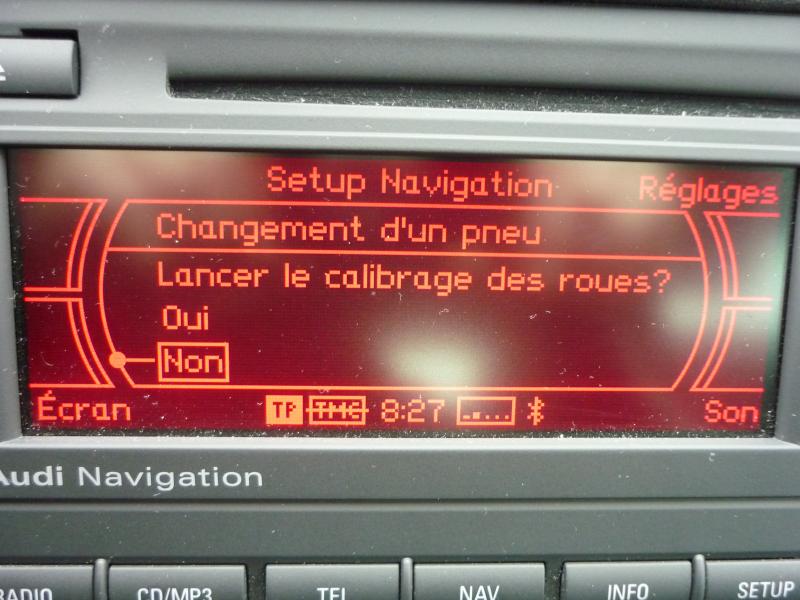 Setup Navigation
Réglages
Changement d'un pneu
Lancer le calibrage des roues?
Oui
Non
Écran
TP TMC 8:27
Son
Audi Navigation
RADIO CD/MP3 TEL NAV INFO SETUP